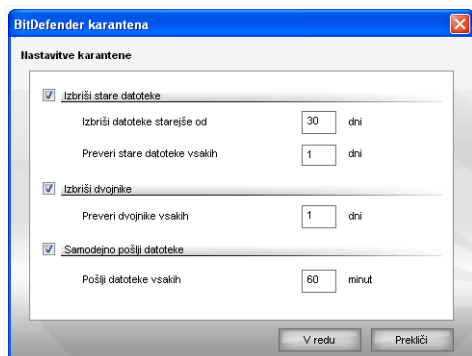 BitDefender karantena
Nastavitve karantene
Izbriši stare datoteke
Izbriši datoteke starejše od 30 dni
Preveri stare datoteke vsakih 1 dni
Izbriši dvojnike
Preveri dvojnike vsakih 1 dni
Samodejno pošlji datoteke
Pošlji datoteke vsakih 60 minut
V redu Prekliči